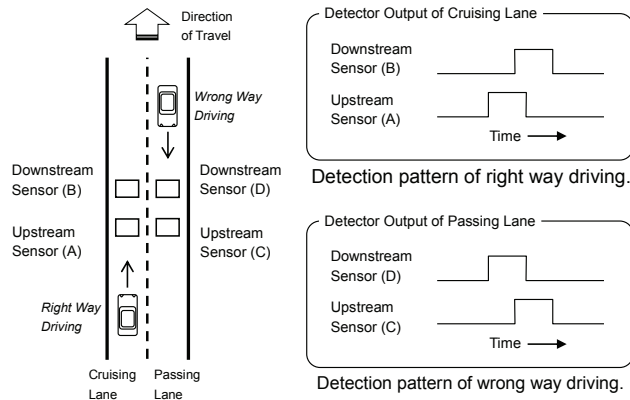 Direction
of Travel
Wrong Way
Driving
Downstream
Sensor (B)
Downstream
Sensor (D)
Upstream
Sensor (A)
Upstream
Sensor (C)
Right Way
Driving
Cruising
Lane
Passing
Lane
Detector Output of Cruising Lane
Downstream
Sensor (B)
Upstream
Sensor (A)
Time
Detection pattern of right way driving.
Detector Output of Passing Lane
Downstream
Sensor (D)
Upstream
Sensor (C)
Time
Detection pattern of wrong way driving.